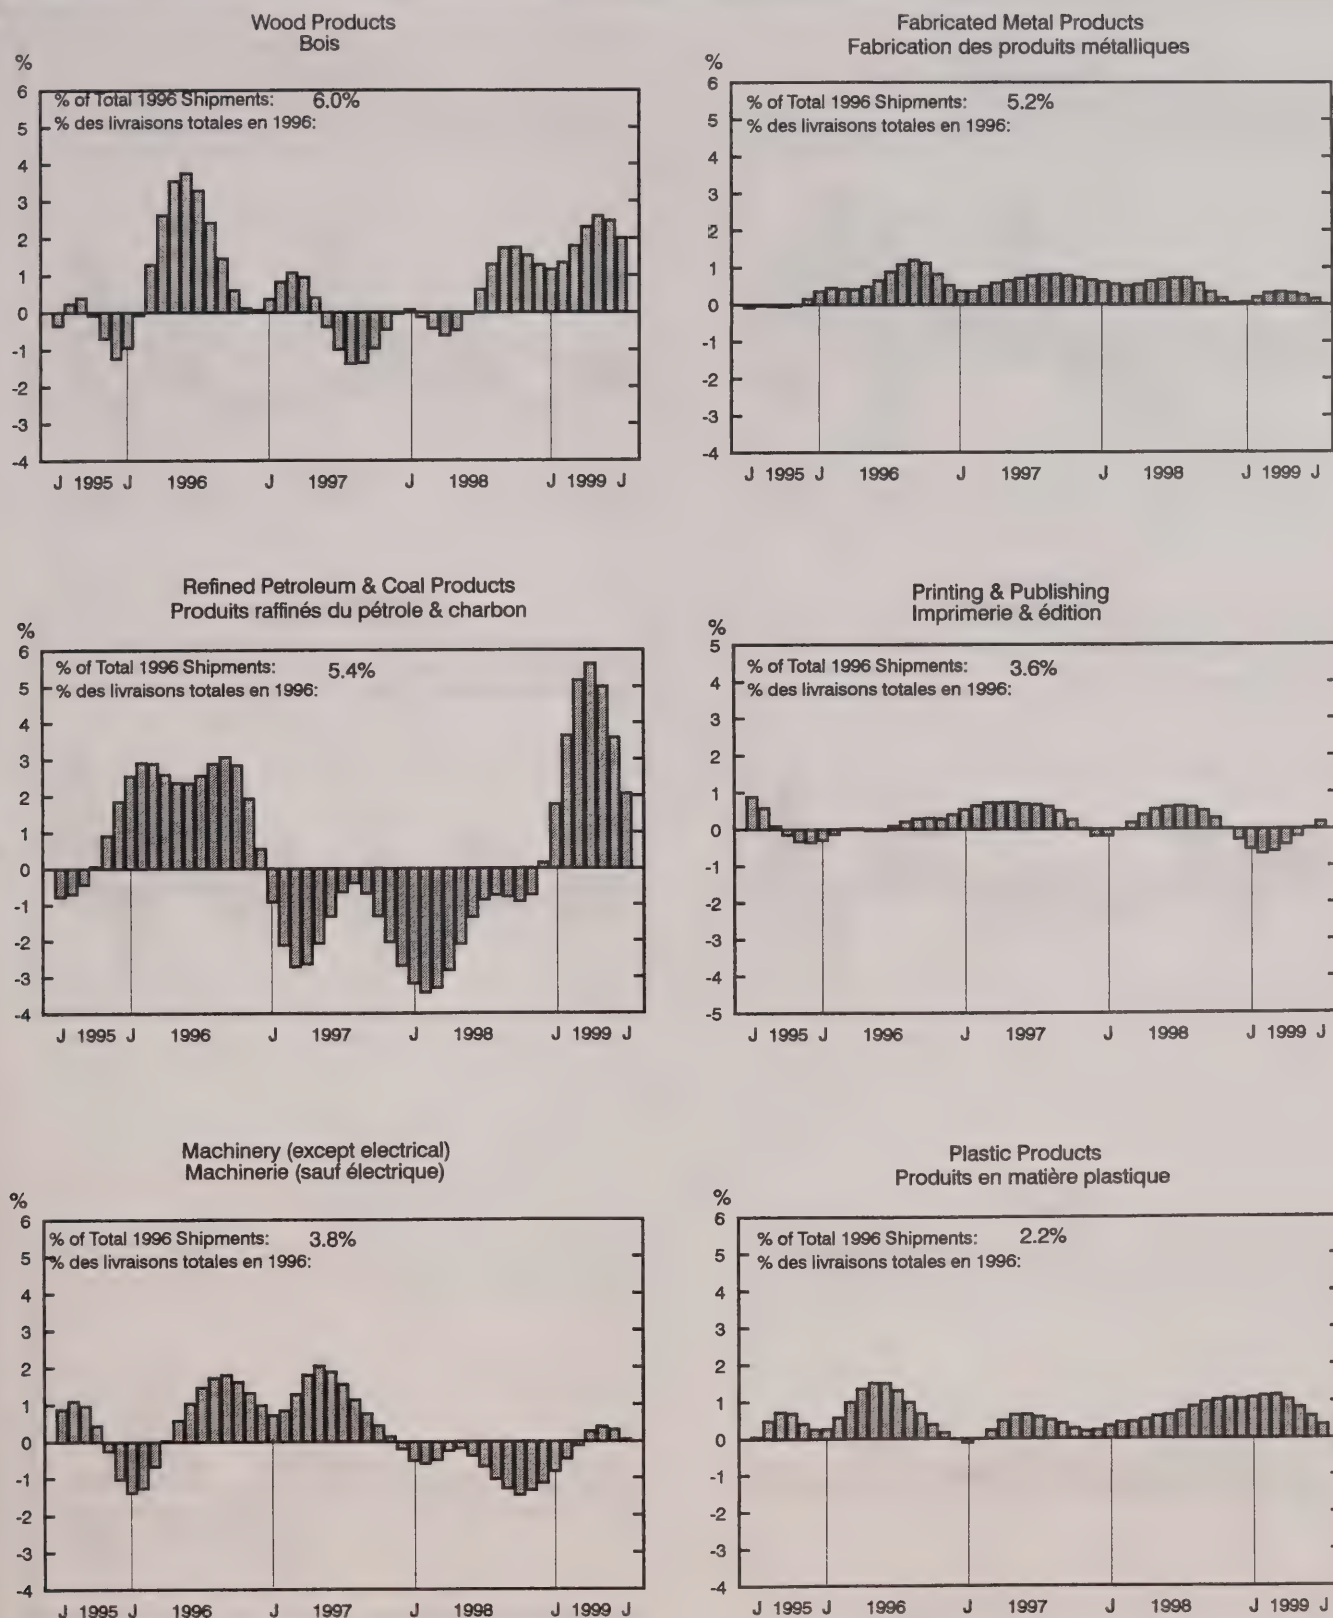 Wood Products
Bois
%
% of Total 1996 Shipments: 6.0%
% des livraisons totales en 1996:
6
5
4
3
2
1
0
-1
-2
-3
-4
J 1995 J 1996 J 1997 J 1998 J 1999 J
Fabricated Metal Products
Fabrication des produits métalliques
%
% of Total 1996 Shipments: 5.2%
% des livraisons totales en 1996:
6
5
4
3
2
1
0
-1
-2
-3
-4
J 1995 J 1996 J 1997 J 1998 J 1999 J
Refined Petroleum & Coal Products
Produits raffinés du pétrole & charbon
%
% of Total 1996 Shipments: 5.4%
% des livraisons totales en 1996:
6
5
4
3
2
1
0
-1
-2
-3
-4
J 1995 J 1996 J 1997 J 1998 J 1999 J
Printing & Publishing
Imprimerie & édition
%
% of Total 1996 Shipments: 3.6%
% des livraisons totales en 1996:
5
4
3
2
1
0
-1
-2
-3
-4
-5
J 1995 J 1996 J 1997 J 1998 J 1999 J
Machinery (except electrical)
Machinerie (sauf électrique)
%
% of Total 1996 Shipments: 3.8%
% des livraisons totales en 1996:
6
5
4
3
2
1
0
-1
-2
-3
-4
J 1995 J 1996 J 1997 J 1998 J 1999 J
Plastic Products
Produits en matière plastique
%
% of Total 1996 Shipments: 2.2%
% des livraisons totales en 1996:
6
5
4
3
2
1
0
-1
-2
-3
-4
J 1995 J 1996 J 1997 J 1998 J 1999 J